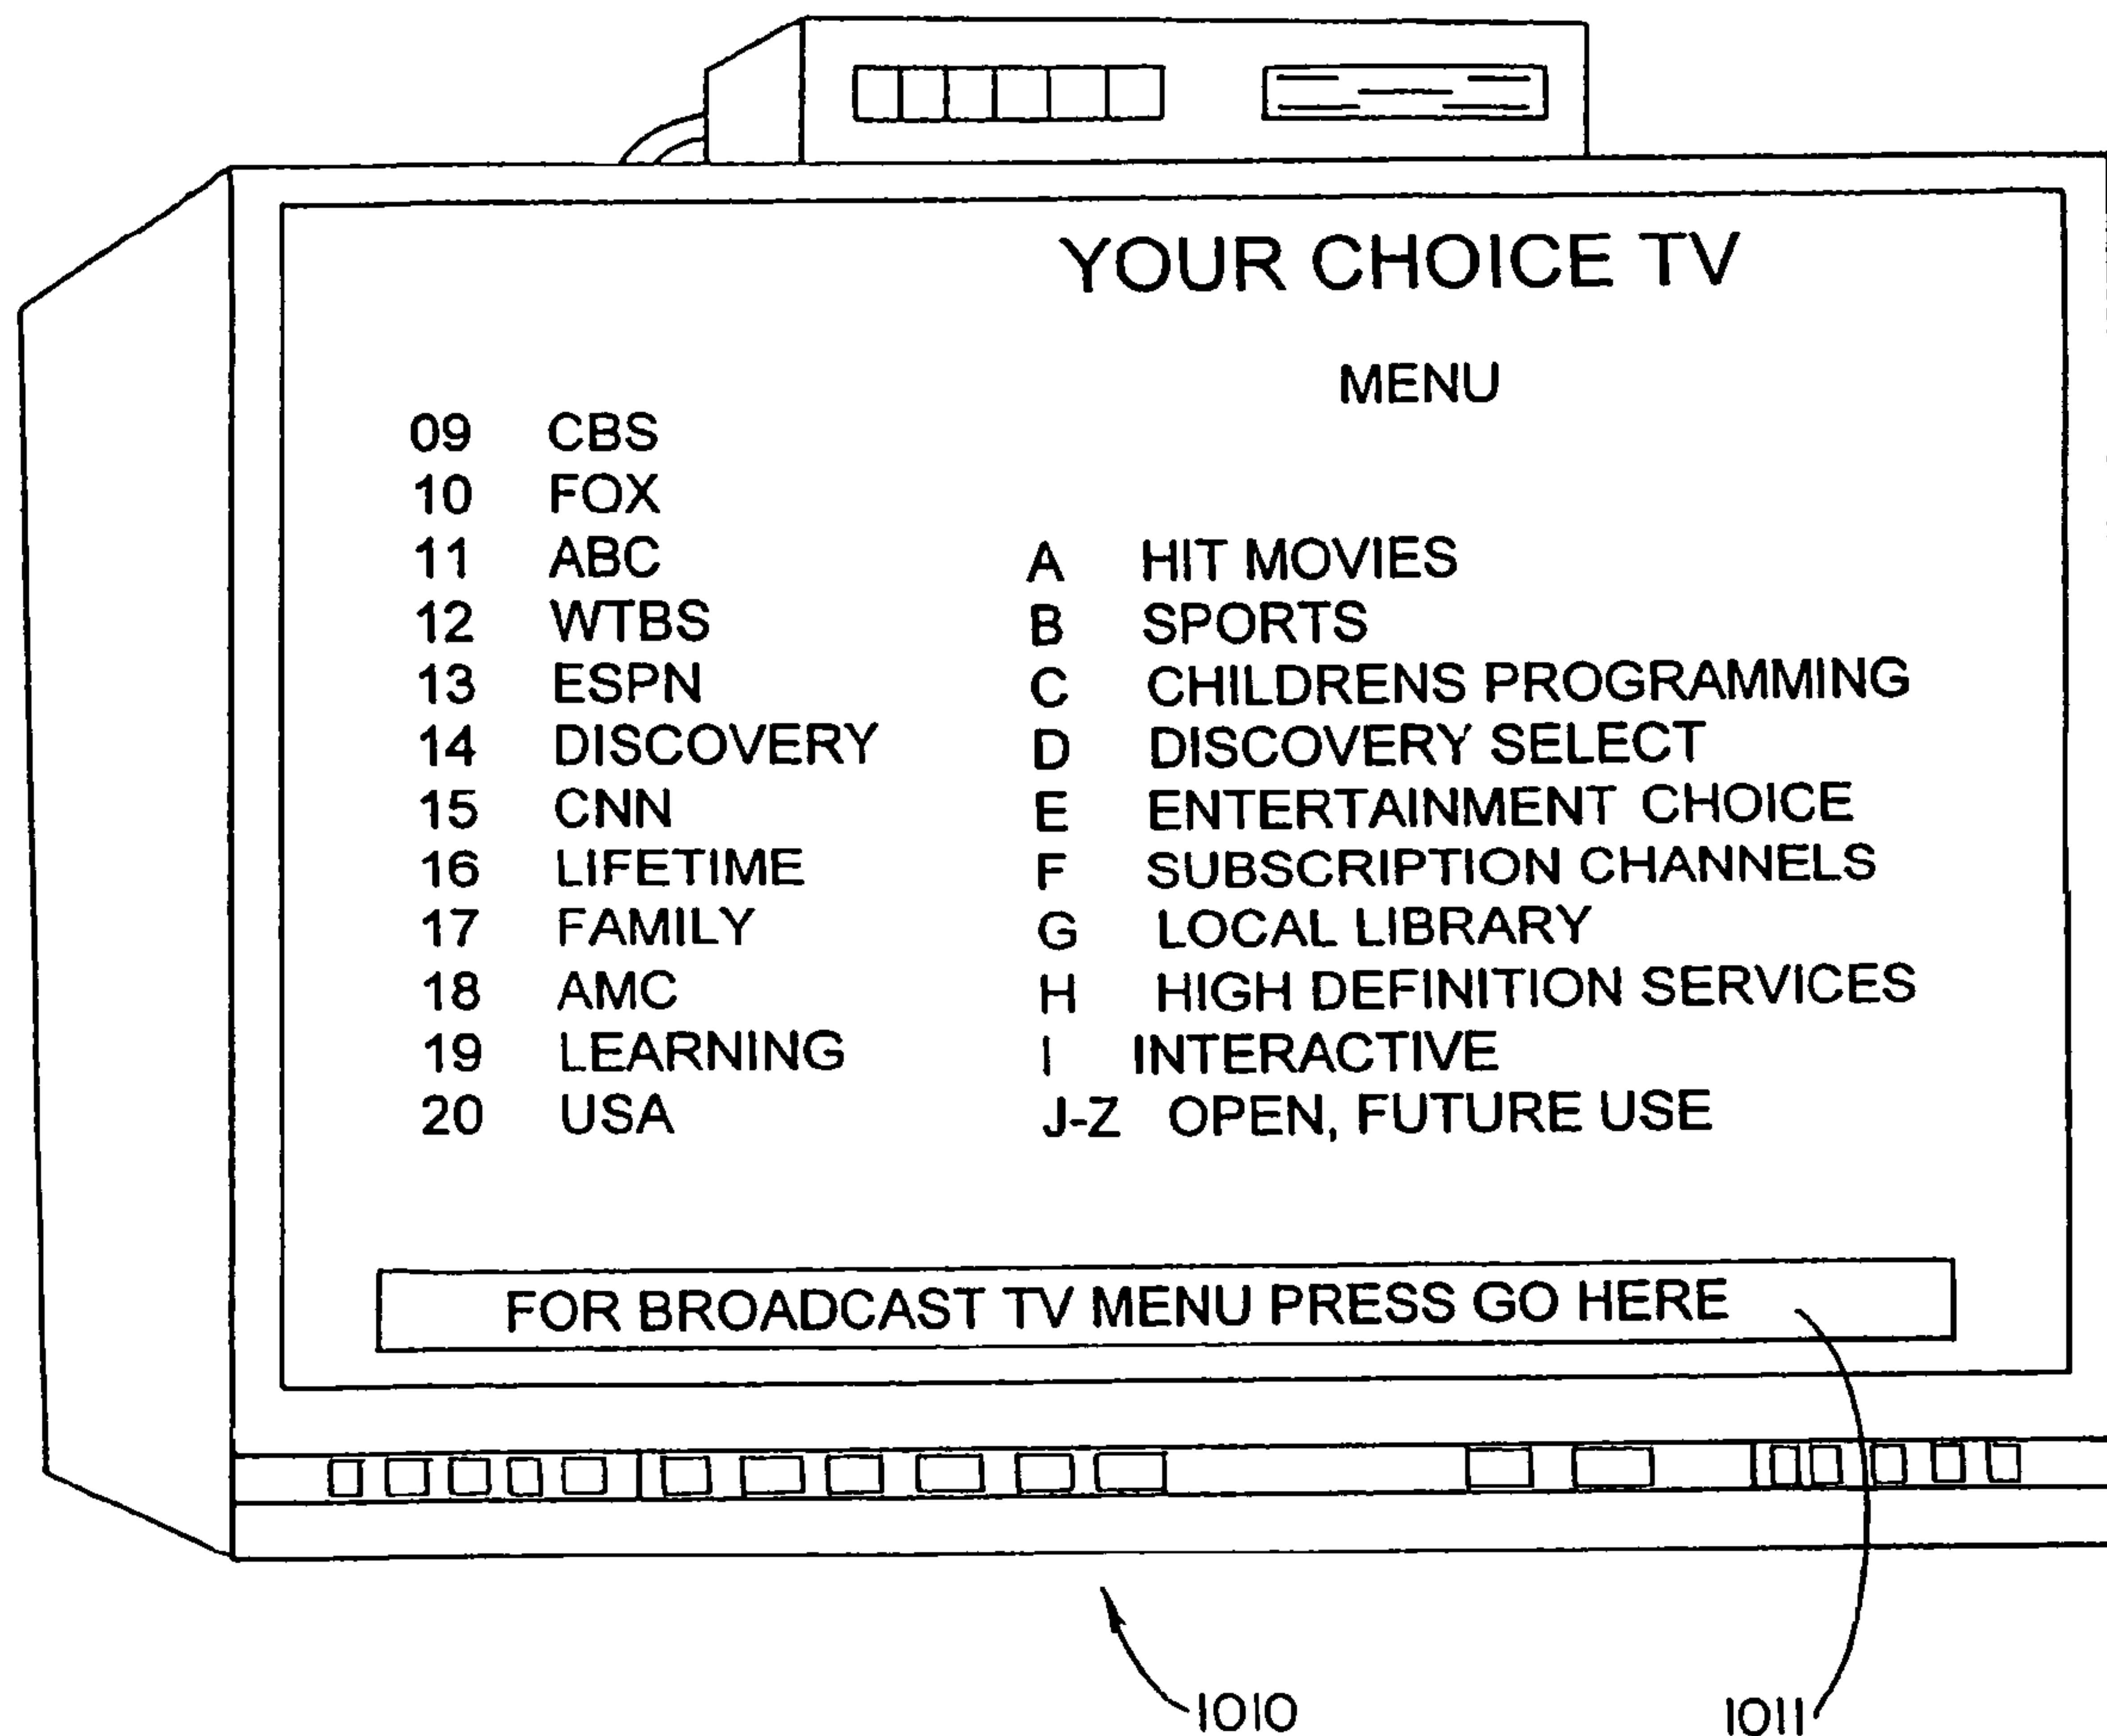 YOUR CHOICE TV
MENU
09 CBS
10 FOX
11 ABC A HIT MOVIES
12 WTBS B SPORTS
13 ESPN C CHILDRENS PROGRAMMING
14 DISCOVERY D DISCOVERY SELECT
15 CNN E ENTERTAINMENT CHOICE
16 LIFETIME F SUBSCRIPTION CHANNELS
17 FAMILY G LOCAL LIBRARY
18 AMC H HIGH DEFINITION SERVICES
19 LEARNING I INTERACTIVE
20 USA J-Z OPEN, FUTURE USE
FOR BROADCAST TV MENU PRESS GO HERE
1010 1011